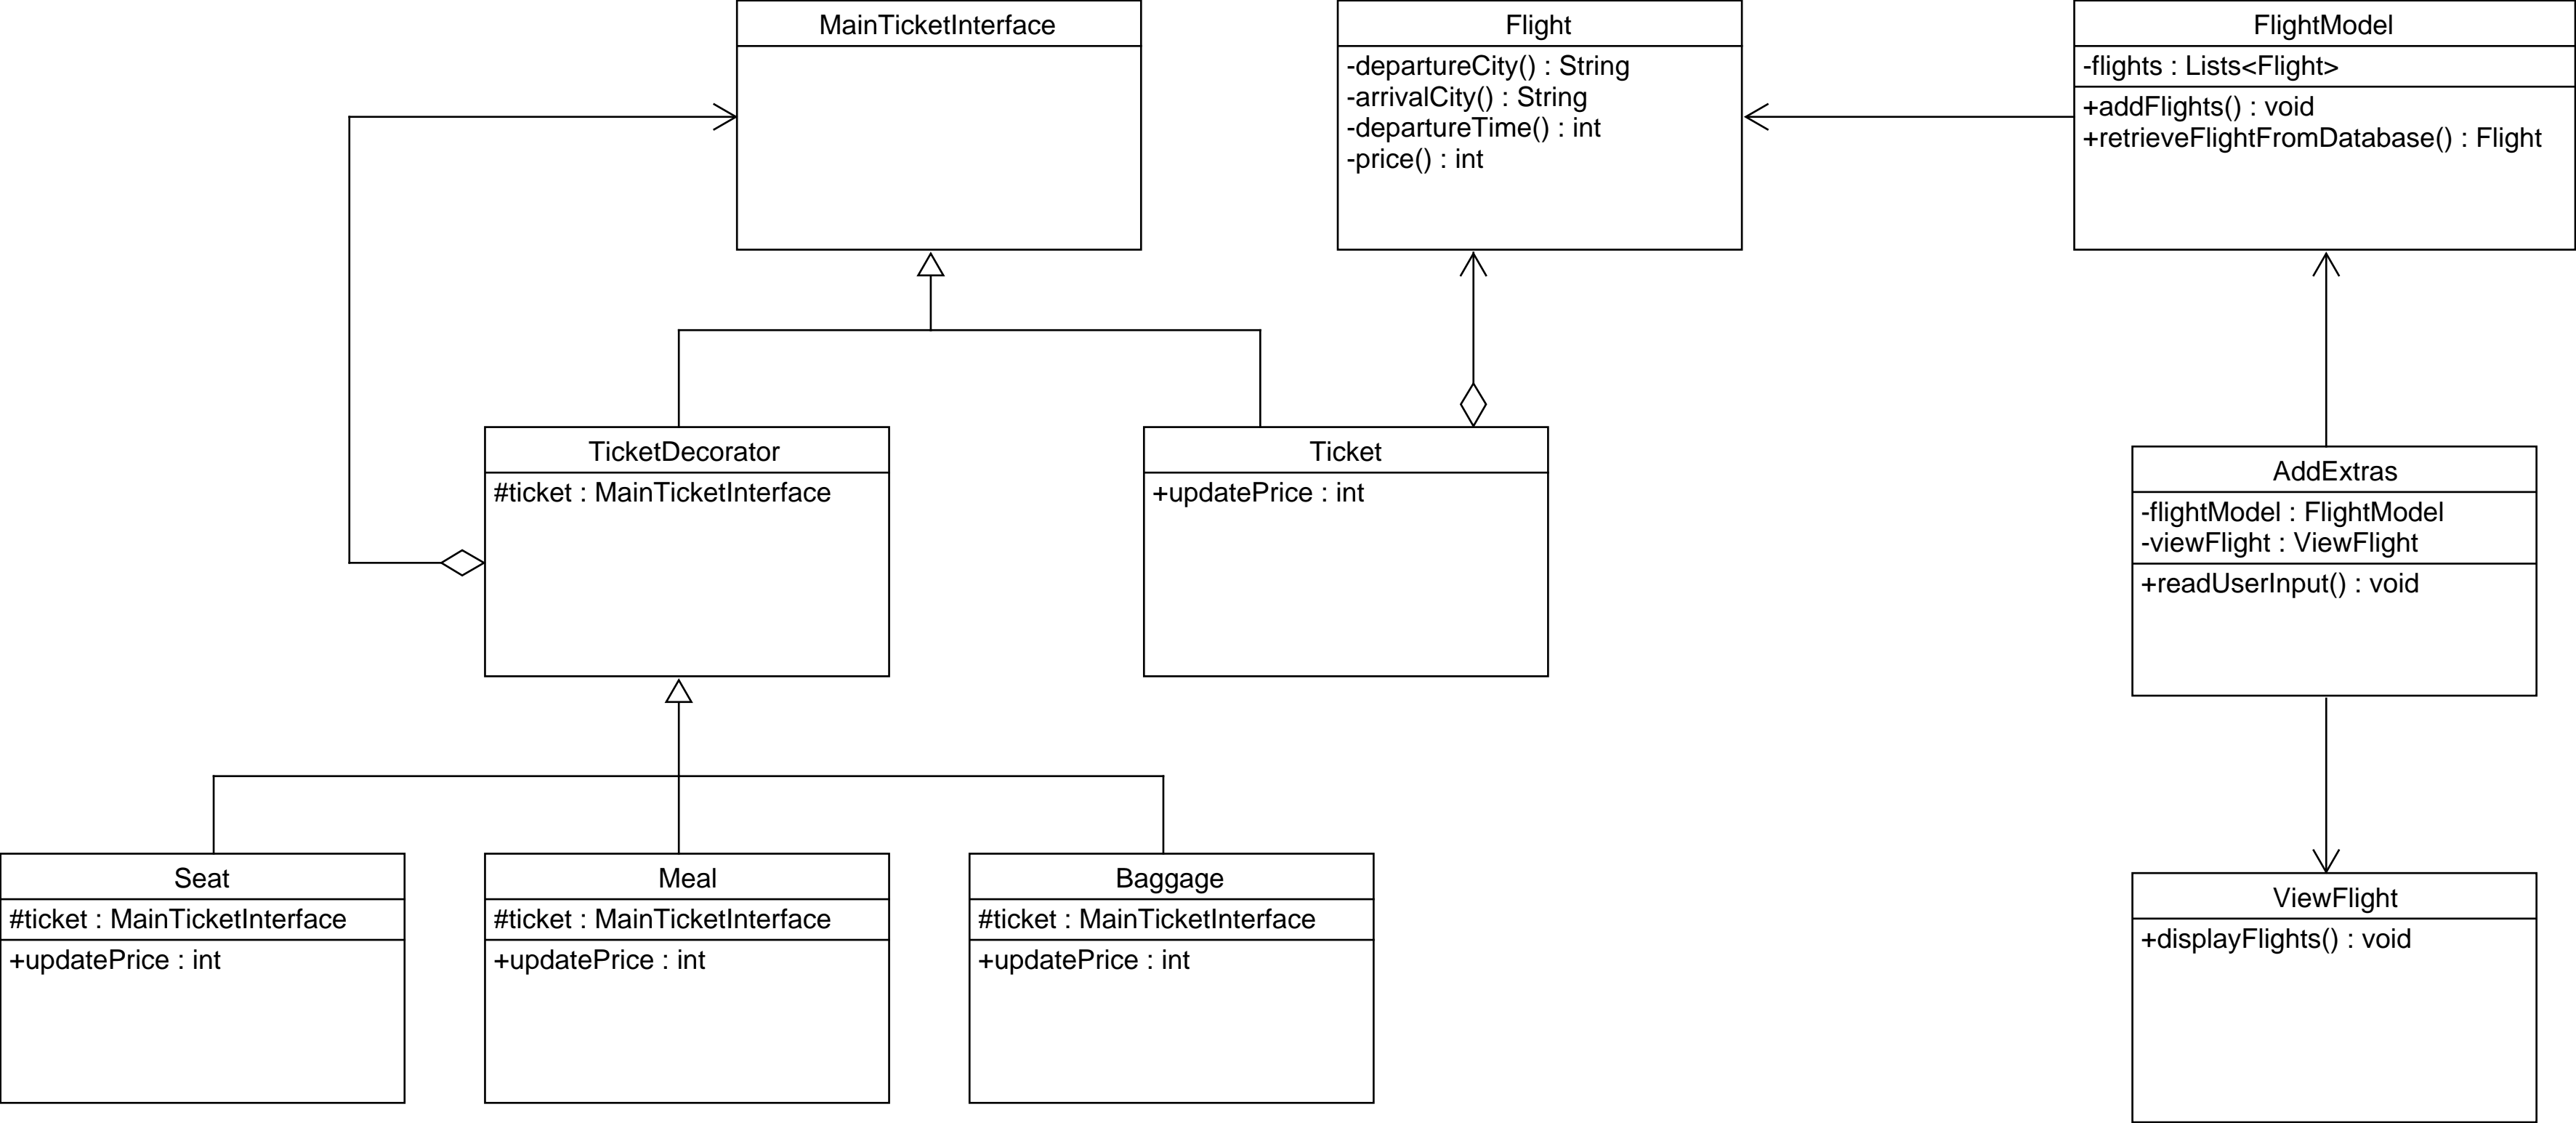 MainTicketInterface
Flight
-departureCity() : String
-arrivalCity() : String
-departureTime() : int
-price() : int
FlightModel
-flights : Lists<Flight>
+addFlights() : void
+retrieveFlightFromDatabase() : Flight
TicketDecorator
#ticket : MainTicketInterface
Ticket
+updatePrice : int
AddExtras
-flightModel : FlightModel
-viewFlight : ViewFlight
+readUserInput() : void
Seat
#ticket : MainTicketInterface
+updatePrice : int
Meal
#ticket : MainTicketInterface
+updatePrice : int
Baggage
#ticket : MainTicketInterface
+updatePrice : int
ViewFlight
+displayFlights() : void